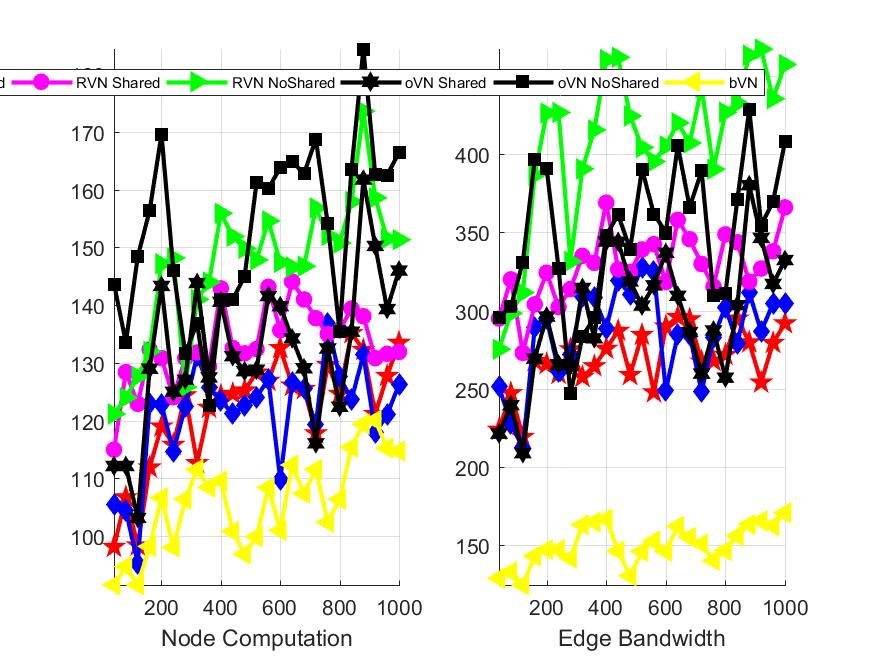 RVN Shared RVN NoShared oVN Shared oVN NoShared bVN
170
160
150
140
130
120
110
100
200 400 600 800 1000
Node Computation
400
350
300
250
200
150
200 400 600 800 1000
Edge Bandwidth